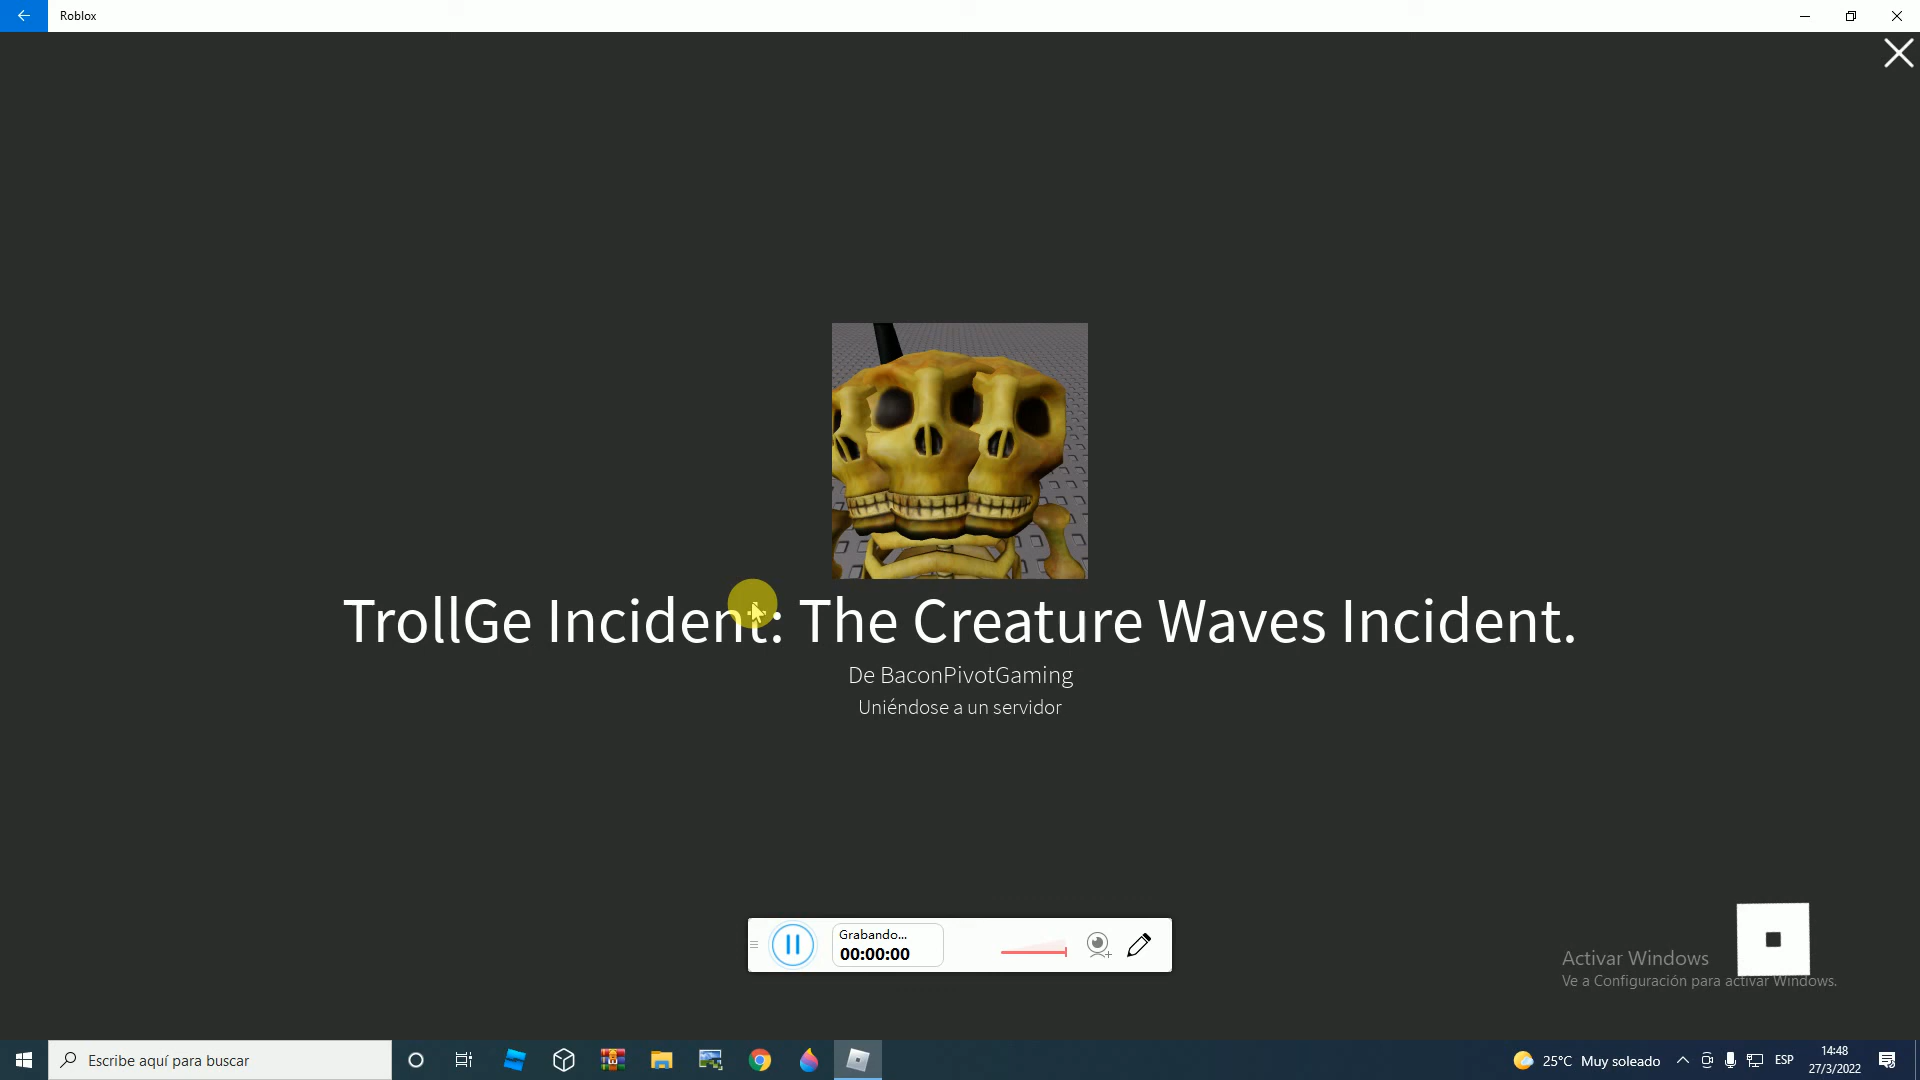 Roblox
TrollGe Incident: The Creature Waves Incident.
De BaconPivotGaming
Uniéndose a un servidor
Grabando...
00:00:00
Activar Windows
Ve a Configuración para activar Windows.
Escribe aquí para buscar
25°C Muy soleado
ESP
14:48
27/3/2022